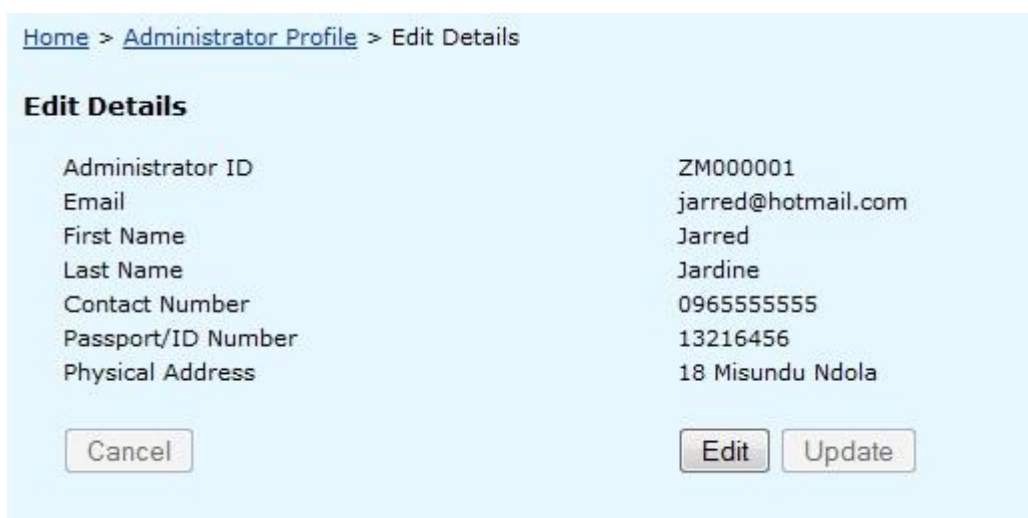 Home > Administrator Profile > Edit Details
Edit Details
Administrator ID ZM000001
Email jarred@hotmail.com
First Name Jarred
Last Name Jardine
Contact Number 0965555555
Passport/ID Number 13216456
Physical Address 18 Misundu Ndola
Cancel Edit Update